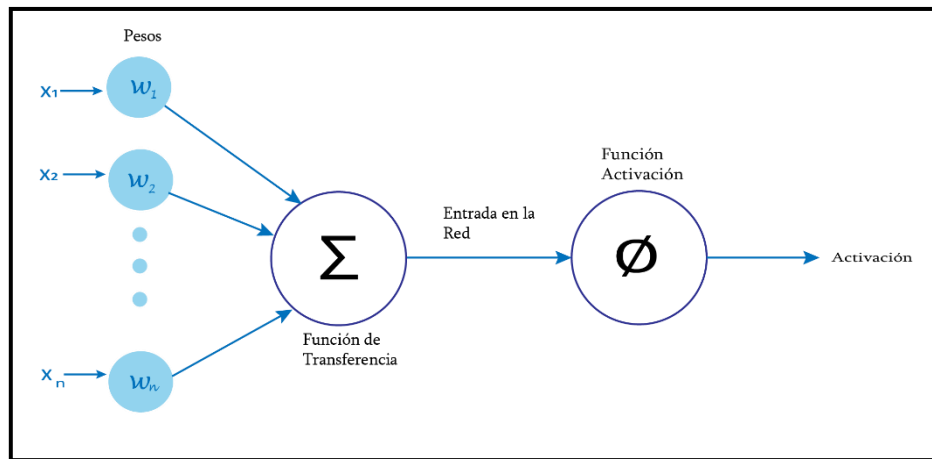 Pesos
X1
w1
X2
w2
Función
Activación
Entrada en la
Red
Σ
Ø
Activación
Función de
Transferencia
Xn
wn